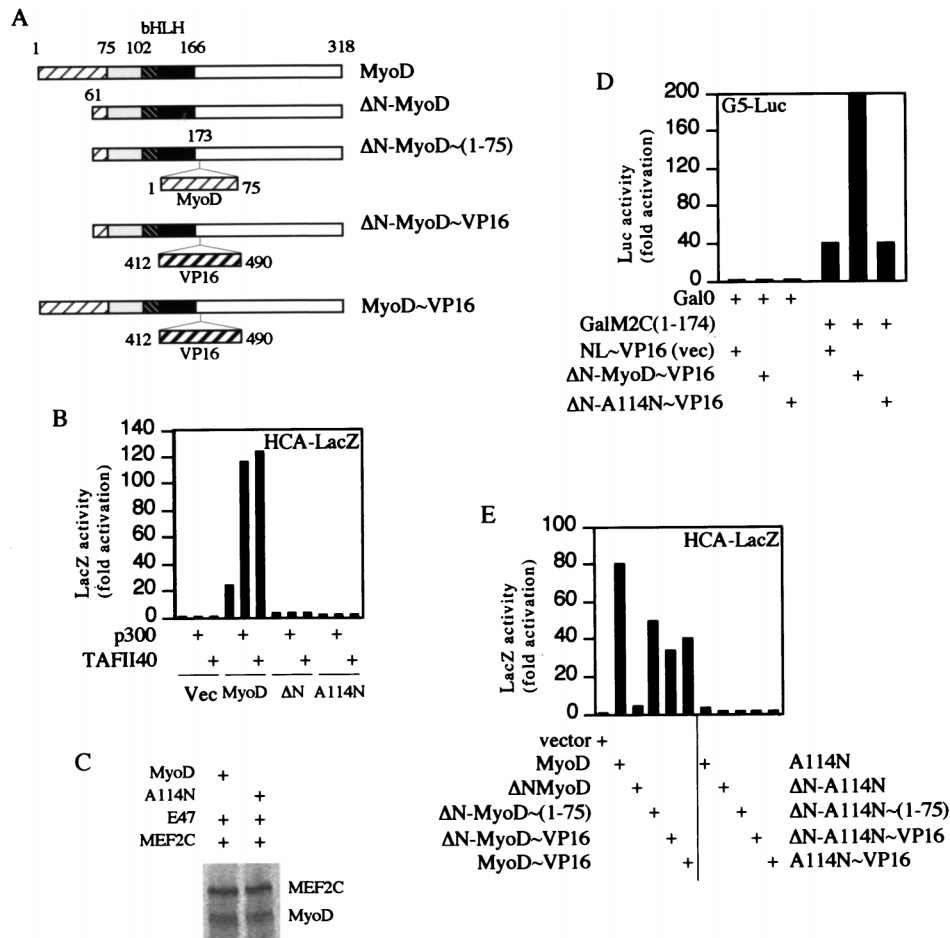 A
bHLH
1 75 102 166 318
MyoD
61
ΔN-MyoD
173
ΔN-MyoD~(1-75)
1 75
MyoD
ΔN-MyoD~VP16
412 490
VP16
MyoD~VP16
412 490
VP16
B
HCA-LacZ
LacZ activity
(fold activation)
140
120
100
80
60
40
20
0
p300 + + + +
TAFII40 + + + +
Vec MyoD ΔN A114N
C
MyoD +
A114N +
E47 + +
MEF2C + +
MEF2C
MyoD
D
G5-Luc
Luc activity
(fold activation)
200
160
120
80
40
0
Gal0 + + +
GalM2C(1-174) + + +
NL~VP16 (vec) + +
ΔN-MyoD~VP16 + +
ΔN-A114N~VP16 + +
E
HCA-LacZ
LacZ activity
(fold activation)
100
80
60
40
20
0
vector +
MyoD + + A114N
ΔNMyoD + + ΔN-A114N
ΔN-MyoD~(1-75) + + ΔN-A114N~(1-75)
ΔN-MyoD~VP16 + + ΔN-A114N~VP16
MyoD~VP16 + + A114N~VP16